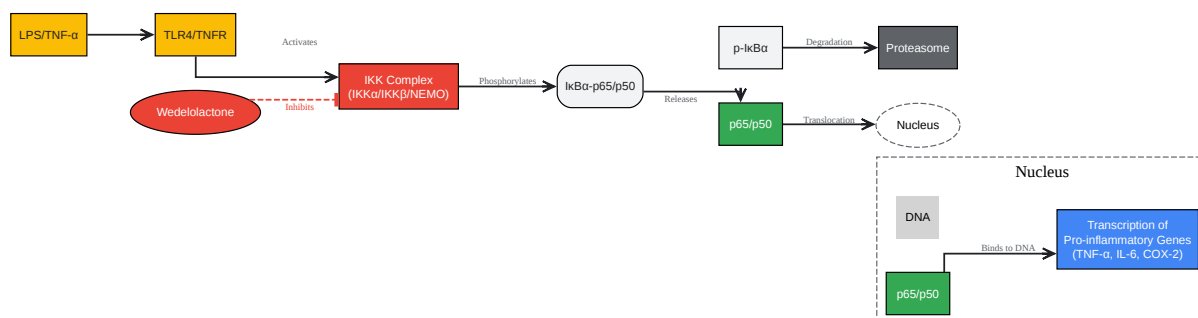 LPS/TNF-α
TLR4/TNFR
Activates
Wedelolactone
Inhibits
IKK Complex
(IKKα/IKKβ/NEMO)
Phosphorylates
IκBα-p65/p50
Releases
p-IκBα
Degradation
Proteasome
p65/p50
Translocation
Nucleus
Nucleus
DNA
p65/p50
Binds to DNA
Transcription of
Pro-inflammatory Genes
(TNF-α, IL-6, COX-2)